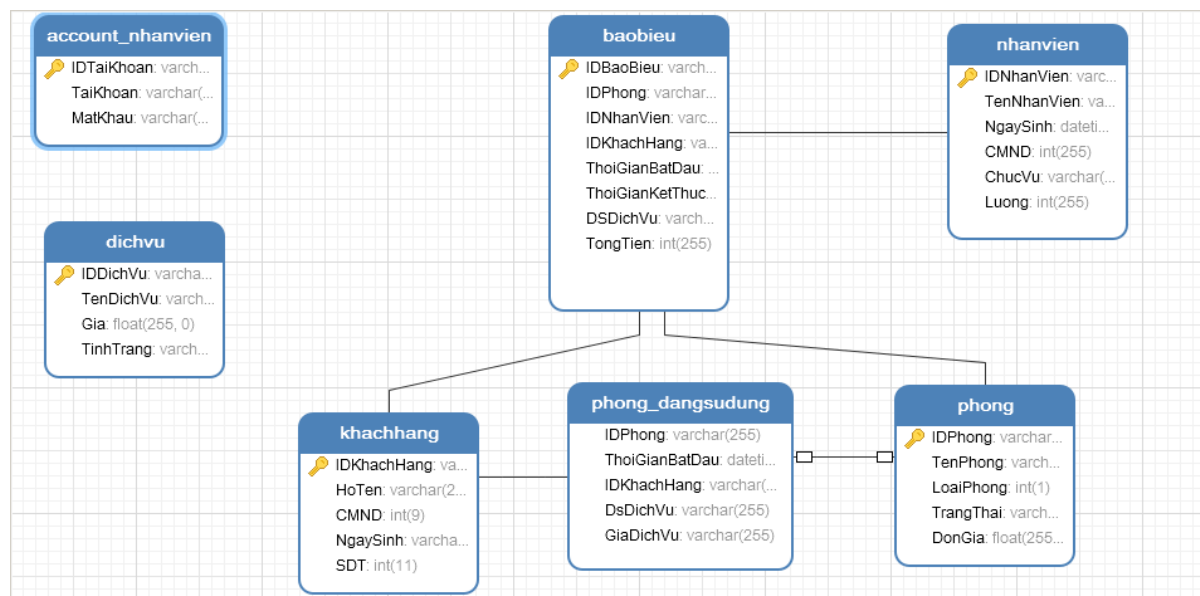 account_nhanvien
IDTaiKhoan: varch...
TaiKhoan: varchar(...
MatKhau: varchar(...
baobieu
IDBaoBieu: varch...
IDPhong: varchar...
IDNhanVien: varc...
IDKhachHang: va...
ThoiGianBatDau: ...
ThoiGianKetThuc...
DSDichVu: varch...
TongTien: int(255)
nhanvien
IDNhanVien: varc...
TenNhanVien: va...
NgaySinh: dateti...
CMND: int(255)
ChucVu: varchar(...
Luong: int(255)
dichvu
IDDichVu: varcha...
TenDichVu: varch...
Gia: float(255, 0)
TinhTrang: varch...
khachhang
IDKhachHang: va...
HoTen: varchar(2...
CMND: int(9)
NgaySinh: varcha...
SDT: int(11)
phong_dangsudung
IDPhong: varchar(255)
ThoiGianBatDau: dateti...
IDKhachHang: varchar(...
DsDichVu: varchar(255)
GiaDichVu: varchar(255)
phong
IDPhong: varchar...
TenPhong: varch...
LoaiPhong: int(1)
TrangThai: varch...
DonGia: float(255...